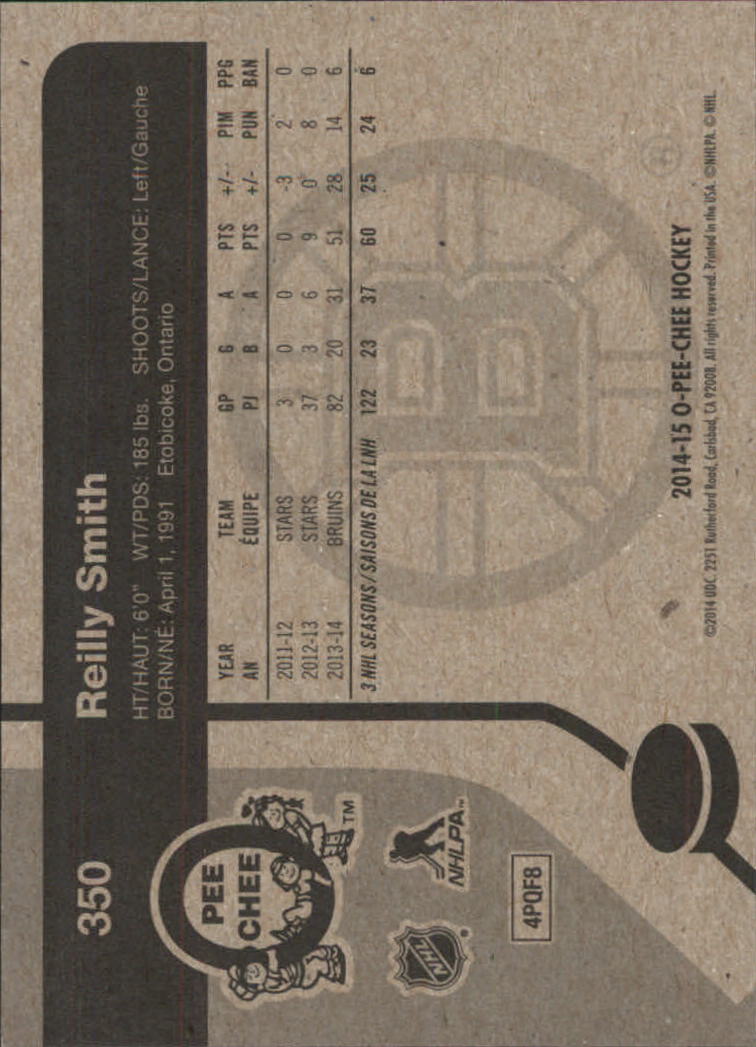 350 Reilly Smith
HT/HAUT: 6'0" WT/PDS: 185 lbs. SHOOTS/LANCE: Left/Gauche
BORN/NÉ: April 1, 1991 Etobicoke, Ontario
YEAR TEAM GP G A PTS +/- PIM PPG
AN ÉQUIPE PJ B A PTS +/- PUN BAN
2011-12 STARS 3 0 0 0 -3 2 0
2012-13 STARS 37 3 6 9 0 8 0
2013-14 BRUINS 82 20 31 51 28 14 6
3 NHL SEASONS / SAISONS DE LA LNH 122 23 37 60 25 24 6
O
PEE
CHEE
TM
NHL
NHLPA™
4PQF8
B
2014-15 O-PEE-CHEE HOCKEY
©2014 UDC. 2251 Rutherford Road, Carlsbad, CA 92008. All rights reserved. Printed in the USA. ©NHLPA. © NHL.